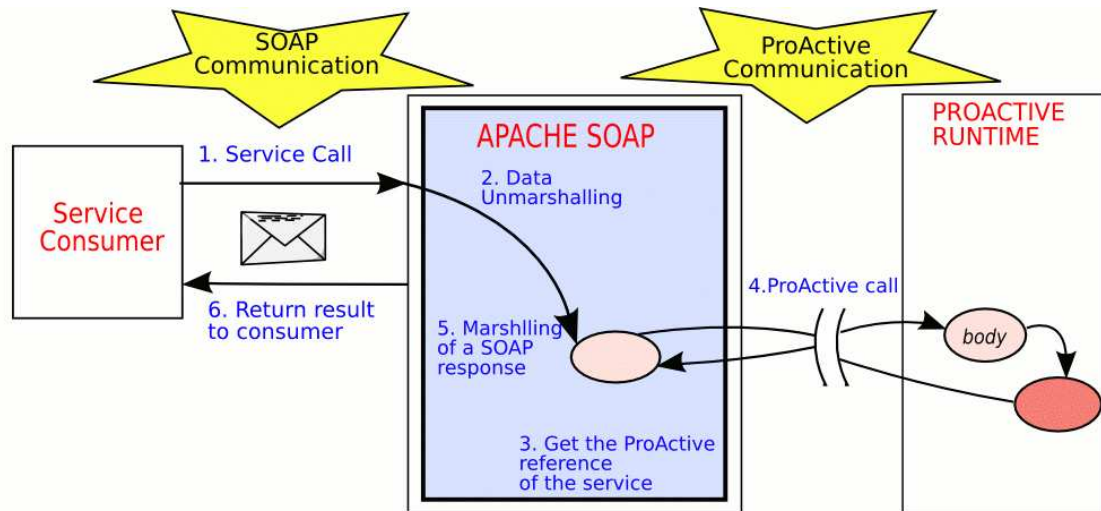 SOAP
Communication
ProActive
Communication
APACHE SOAP
PROACTIVE
RUNTIME
1. Service Call
2. Data
Unmarshalling
Service
Consumer
4.ProActive call
6. Return result
to consumer
5. Marshlling
of a SOAP
response
body
3. Get the ProActive
reference
of the service